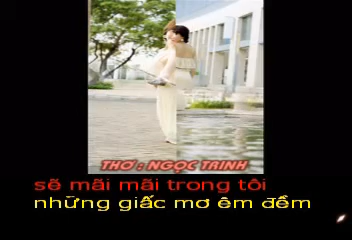 THƠ : NGỌC TRINH
sẽ mãi mãi trong tôi
những giấc mơ êm đềm